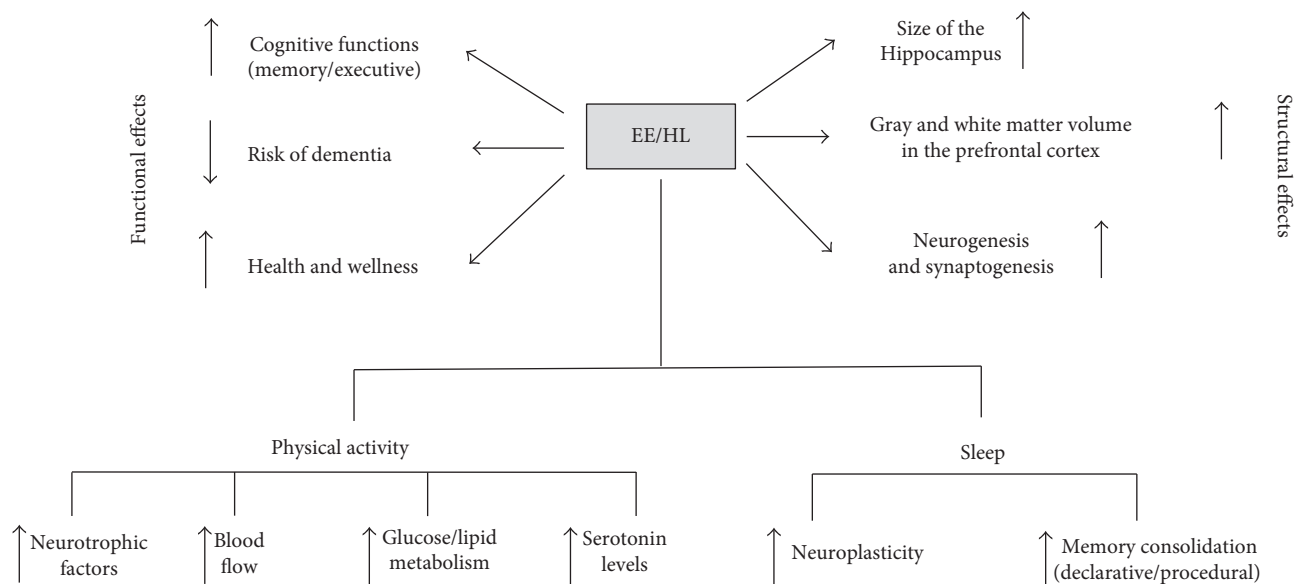 Functional effects
Cognitive functions
(memory/executive)
Risk of dementia
Health and wellness
EE/HL
Size of the
Hippocampus
Gray and white matter volume
in the prefrontal cortex
Neurogenesis
and synaptogenesis
Structural effects
Physical activity
Neurotrophic
factors
Blood
flow
Glucose/lipid
metabolism
Serotonin
levels
Sleep
Neuroplasticity
Memory consolidation
(declarative/procedural)